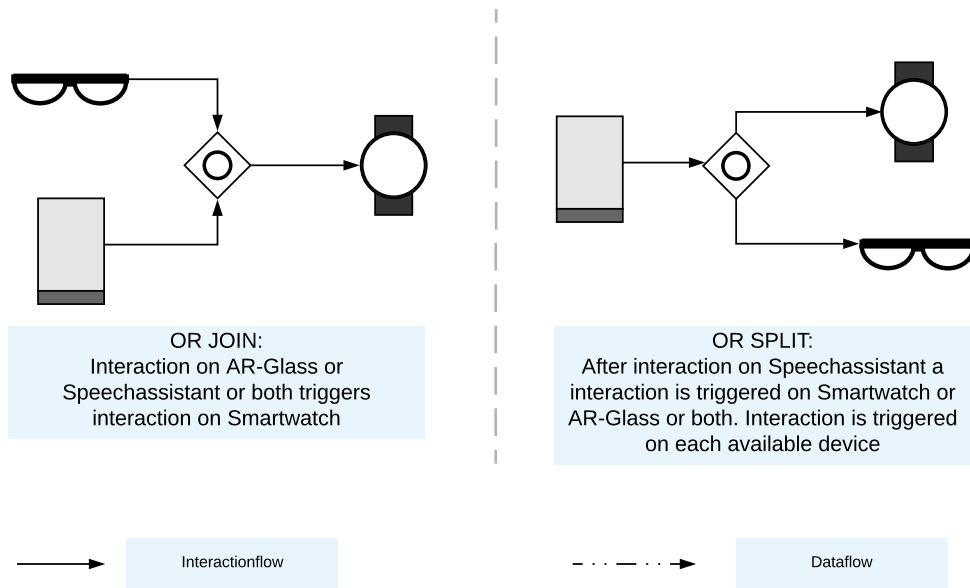 OR JOIN:
Interaction on AR-Glass or
Speechassistant or both triggers
interaction on Smartwatch
OR SPLIT:
After interaction on Speechassistant a
interaction is triggered on Smartwatch or
AR-Glass or both. Interaction is triggered
on each available device
Interactionflow
Dataflow